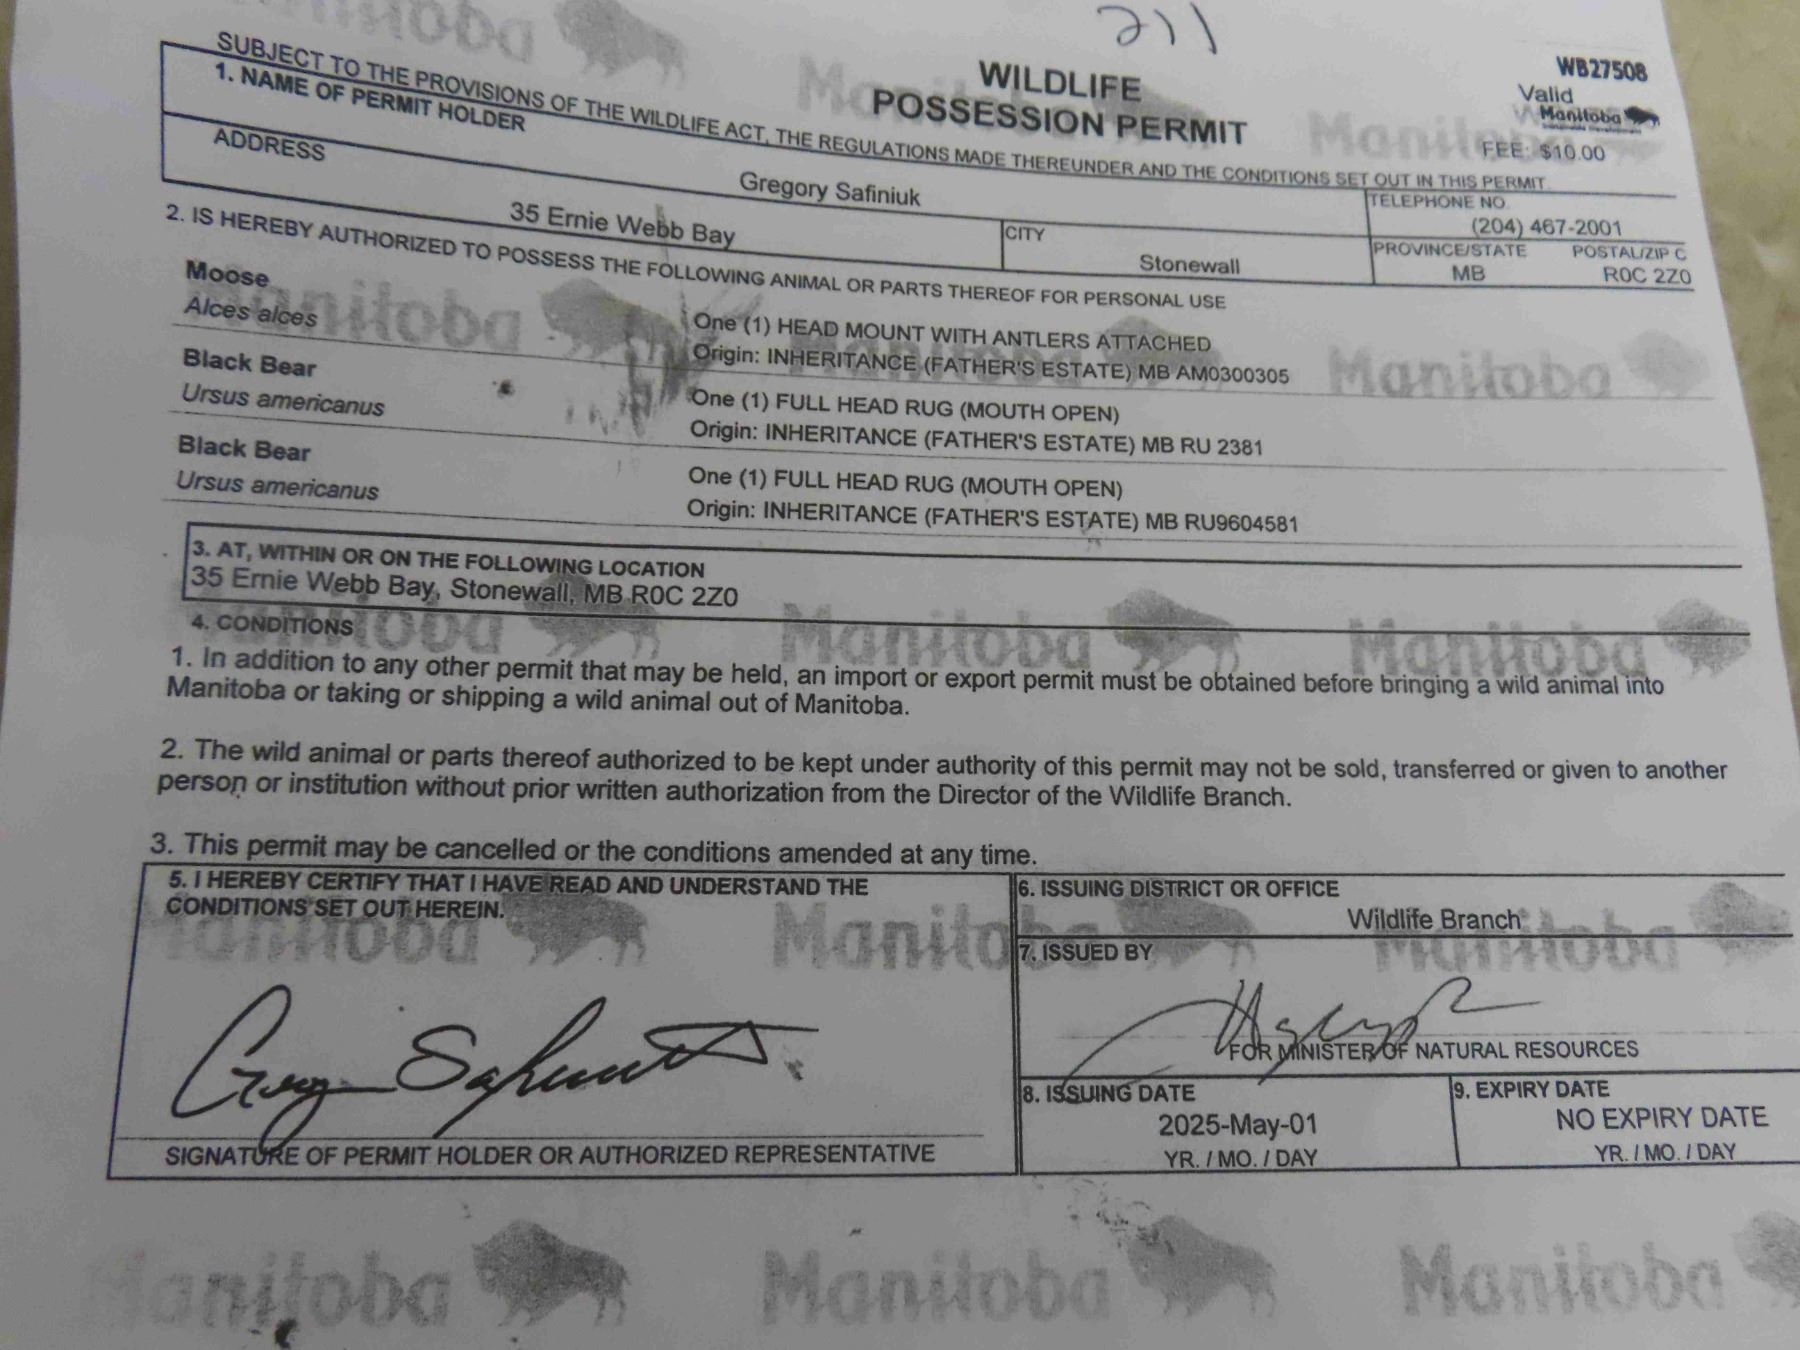 211
WB27508
WILDLIFE
POSSESSION PERMIT
Valid
Manitoba
FEE: $10.00
SUBJECT TO THE PROVISIONS OF THE WILDLIFE ACT, THE REGULATIONS MADE THEREUNDER AND THE CONDITIONS SET OUT IN THIS PERMIT.
1. NAME OF PERMIT HOLDER
Gregory Safiniuk
TELEPHONE NO.
(204) 467-2001
ADDRESS
35 Ernie Webb Bay
CITY
Stonewall
PROVINCE/STATE
MB
POSTAL/ZIP C
R0C 2Z0
2. IS HEREBY AUTHORIZED TO POSSESS THE FOLLOWING ANIMAL OR PARTS THEREOF FOR PERSONAL USE
Moose
Alces alces
One (1) HEAD MOUNT WITH ANTLERS ATTACHED
Origin: INHERITANCE (FATHER'S ESTATE) MB AM0300305
Black Bear
Ursus americanus
One (1) FULL HEAD RUG (MOUTH OPEN)
Origin: INHERITANCE (FATHER'S ESTATE) MB RU 2381
Black Bear
Ursus americanus
One (1) FULL HEAD RUG (MOUTH OPEN)
Origin: INHERITANCE (FATHER'S ESTATE) MB RU9604581
3. AT, WITHIN OR ON THE FOLLOWING LOCATION
35 Ernie Webb Bay, Stonewall, MB R0C 2Z0
4. CONDITIONS
1. In addition to any other permit that may be held, an import or export permit must be obtained before bringing a wild animal into
Manitoba or taking or shipping a wild animal out of Manitoba.
2. The wild animal or parts thereof authorized to be kept under authority of this permit may not be sold, transferred or given to another
person or institution without prior written authorization from the Director of the Wildlife Branch.
3. This permit may be cancelled or the conditions amended at any time.
5. I HEREBY CERTIFY THAT I HAVE READ AND UNDERSTAND THE
CONDITIONS SET OUT HEREIN.
SIGNATURE OF PERMIT HOLDER OR AUTHORIZED REPRESENTATIVE
6. ISSUING DISTRICT OR OFFICE
Wildlife Branch
7. ISSUED BY
FOR MINISTER OF NATURAL RESOURCES
8. ISSUING DATE
2025-May-01
YR. / MO. / DAY
9. EXPIRY DATE
NO EXPIRY DATE
YR. / MO. / DAY
Manitoba Manitoba Manitoba